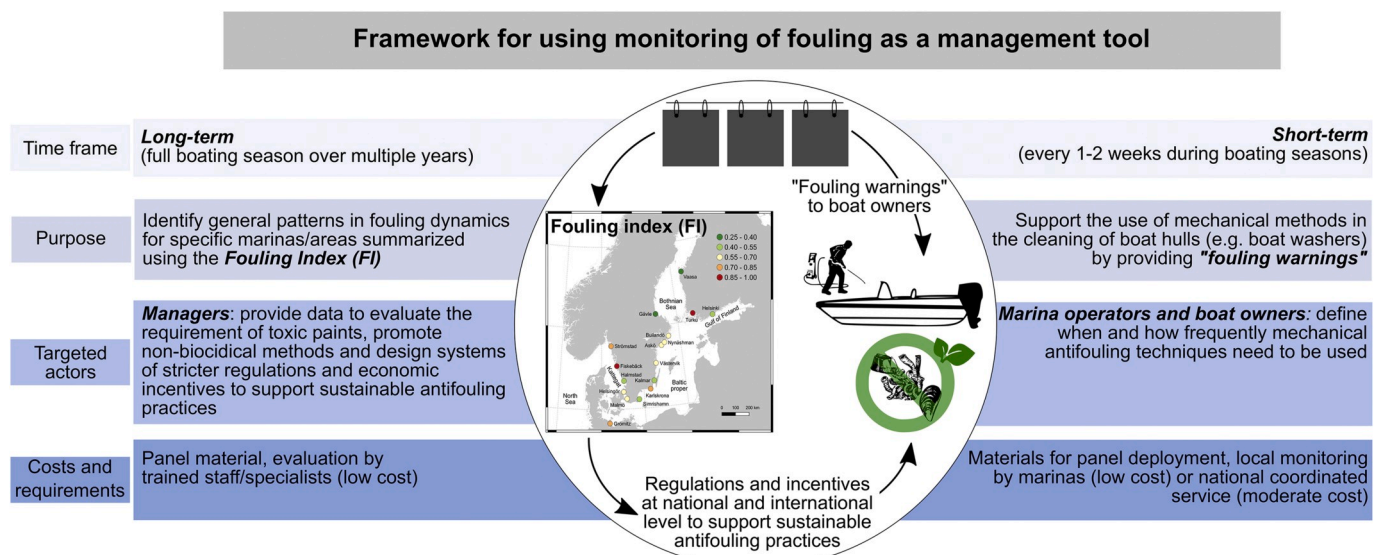 Framework for using monitoring of fouling as a management tool
Time frame
Long-term
(full boating season over multiple years)
Short-term
(every 1-2 weeks during boating seasons)
Purpose
Identify general patterns in fouling dynamics
for specific marinas/areas summarized
using the Fouling Index (FI)
"Fouling warnings"
to boat owners
Support the use of mechanical methods in
the cleaning of boat hulls (e.g. boat washers)
by providing "fouling warnings"
Targeted
actors
Managers: provide data to evaluate the
requirement of toxic paints, promote
non-biocidical methods and design systems
of stricter regulations and economic
incentives to support sustainable antifouling
practices
Fouling index (FI)
0.25 - 0.40
0.40 - 0.55
0.55 - 0.70
0.70 - 0.85
0.85 - 1.00
Vaasa
Bothnian
Sea
Gävle
Turku
Helsinki
Gulf of Finland
Bullandö
Askö
Nynäshman
Strömstad
Fiskebäck
Västervik
Kattegat
Halmstad
Kalmar
Baltic
proper
Helsingör
Karlskrona
North
Sea
Malmö
Simrishamn
Grömitz
0 100 200 km
Marina operators and boat owners: define
when and how frequently mechanical
antifouling techniques need to be used
Costs and
requirements
Panel material, evaluation by
trained staff/specialists (low cost)
Regulations and incentives
at national and international
level to support sustainable
antifouling practices
Materials for panel deployment, local monitoring
by marinas (low cost) or national coordinated
service (moderate cost)